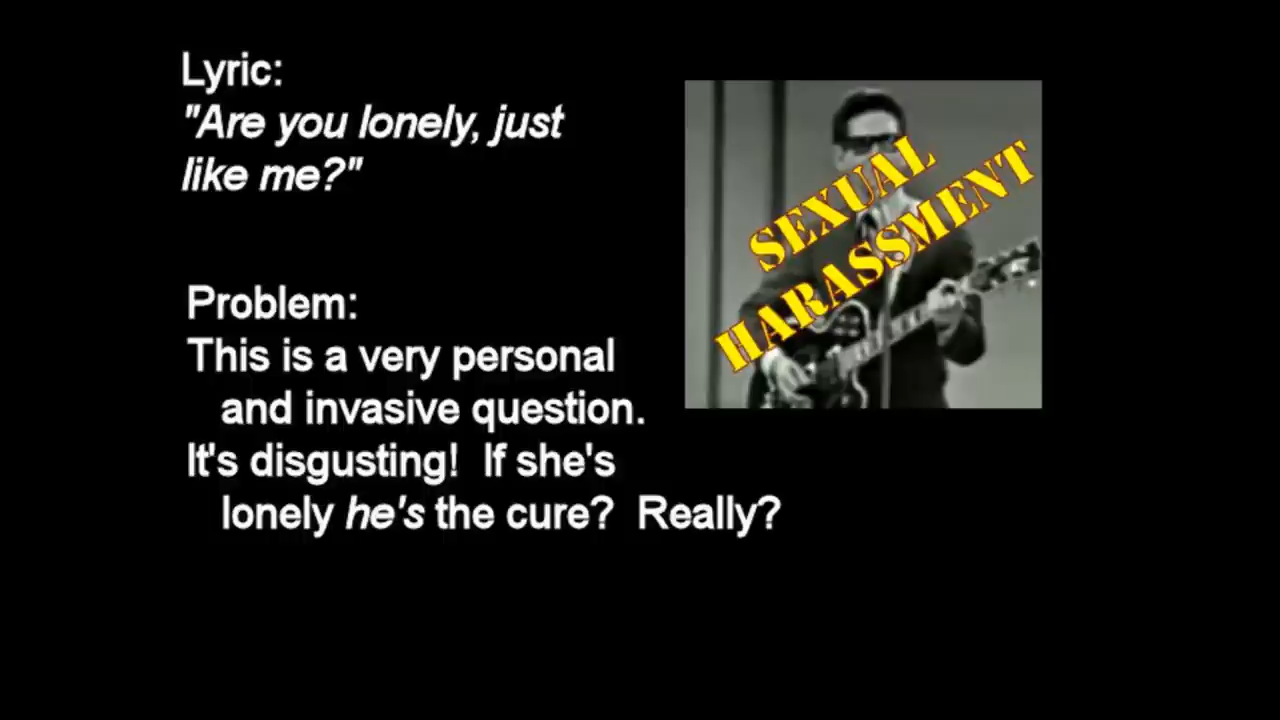 Lyric:
"Are you lonely, just
like me?"
SEXUAL
HARASSMENT
Problem:
This is a very personal
and invasive question.
It's disgusting!  If she's
lonely he's the cure?  Really?